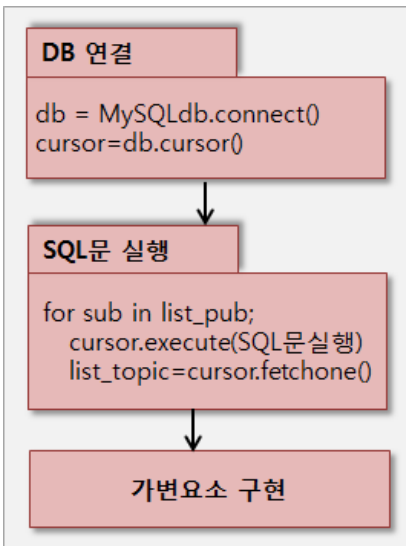 DB 연결
db = MySQLdb.connect()
cursor=db.cursor()
SQL문 실행
for sub in list_pub;
cursor.execute(SQL문실행)
list_topic=cursor.fetchone()
가변요소 구현